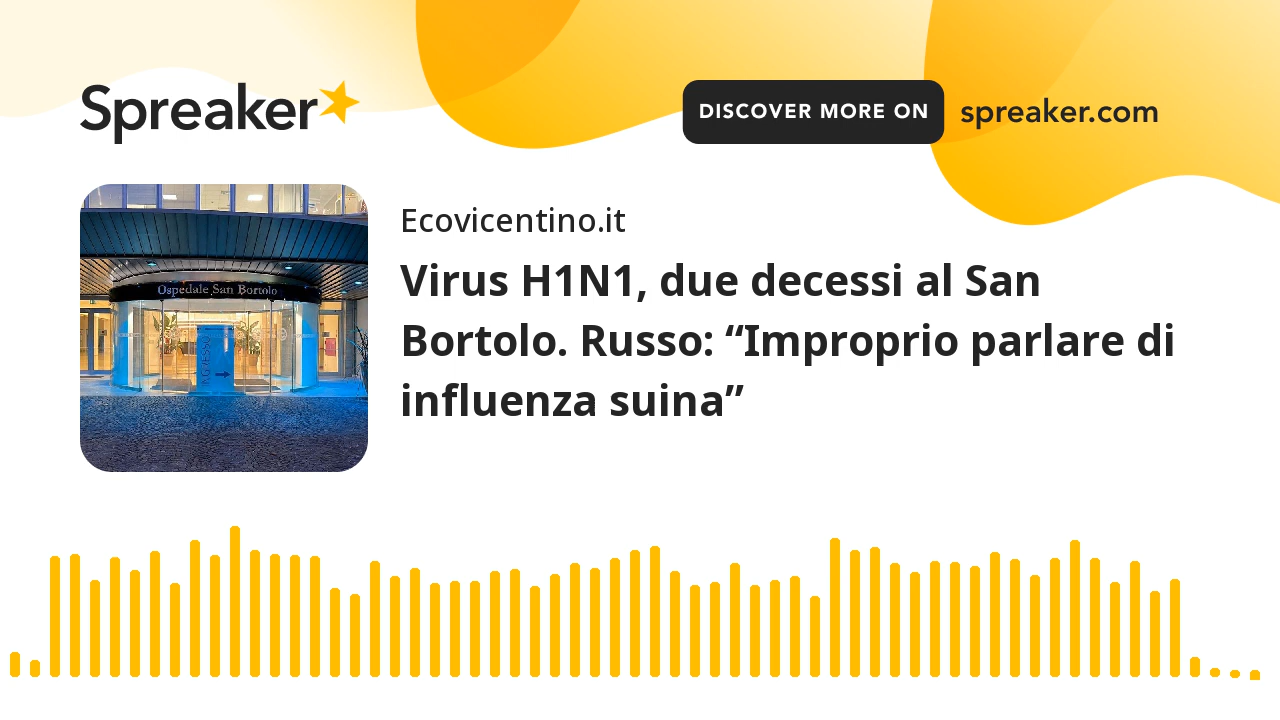 Spreaker
DISCOVER MORE ON spreaker.com
Ospedale San Bortolo
INGRESSO
Ecovicentino.it
Virus H1N1, due decessi al San
Bortolo. Russo: “Improprio parlare di
influenza suina”